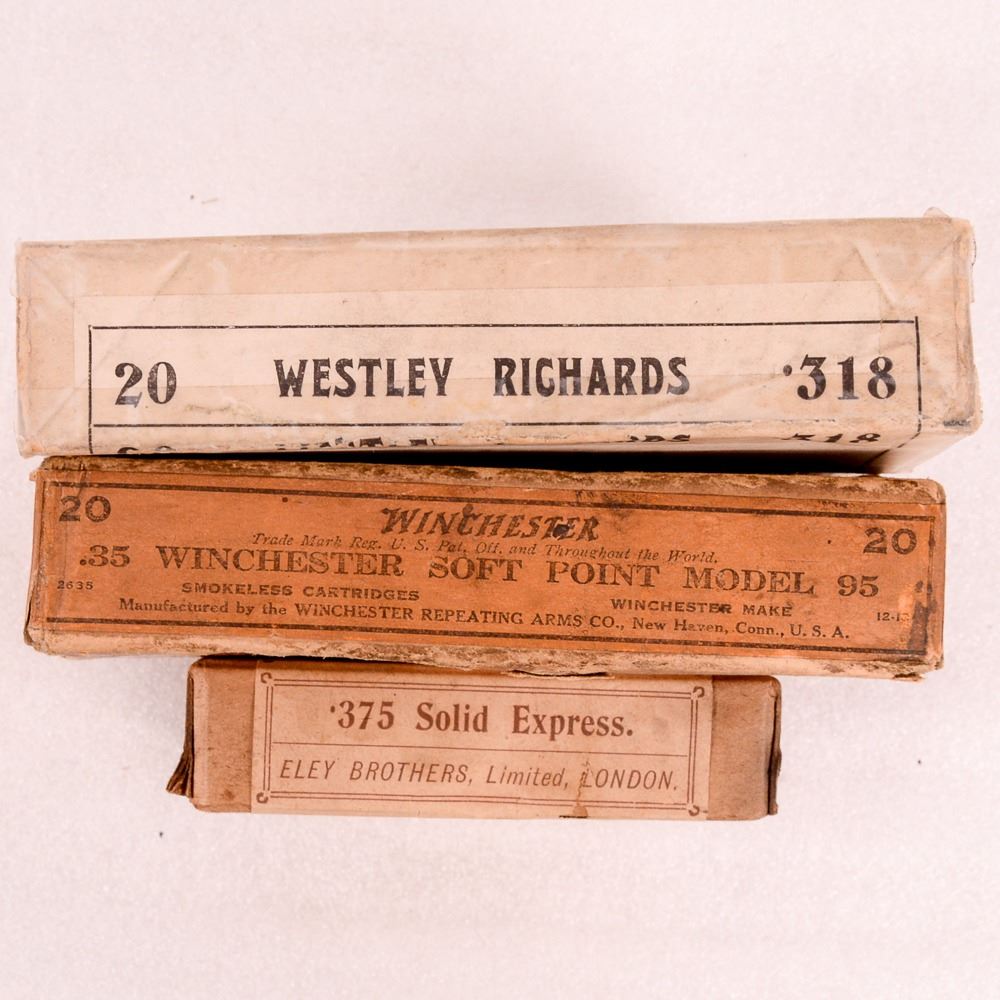 20 WESTLEY RICHARDS ·318
20
WINCHESTER
20
Trade Mark Reg. U. S. Pat. Off. and Throughout the World.
.35 WINCHESTER SOFT POINT MODEL 95
2635 SMOKELESS CARTRIDGES WINCHESTER MAKE
Manufactured by the WINCHESTER REPEATING ARMS CO., New Haven, Conn., U. S. A.
·375 Solid Express.
ELEY BROTHERS, Limited, LONDON.